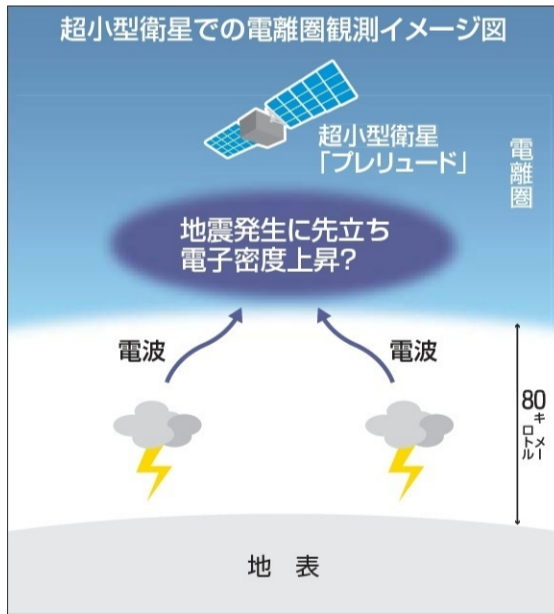 超小型衛星での電離圏観測イメージ図
超小型衛星
「プレリュード」
電離圏
地震発生に先立ち
電子密度上昇?
電波
電波
80キロメートル
地 表